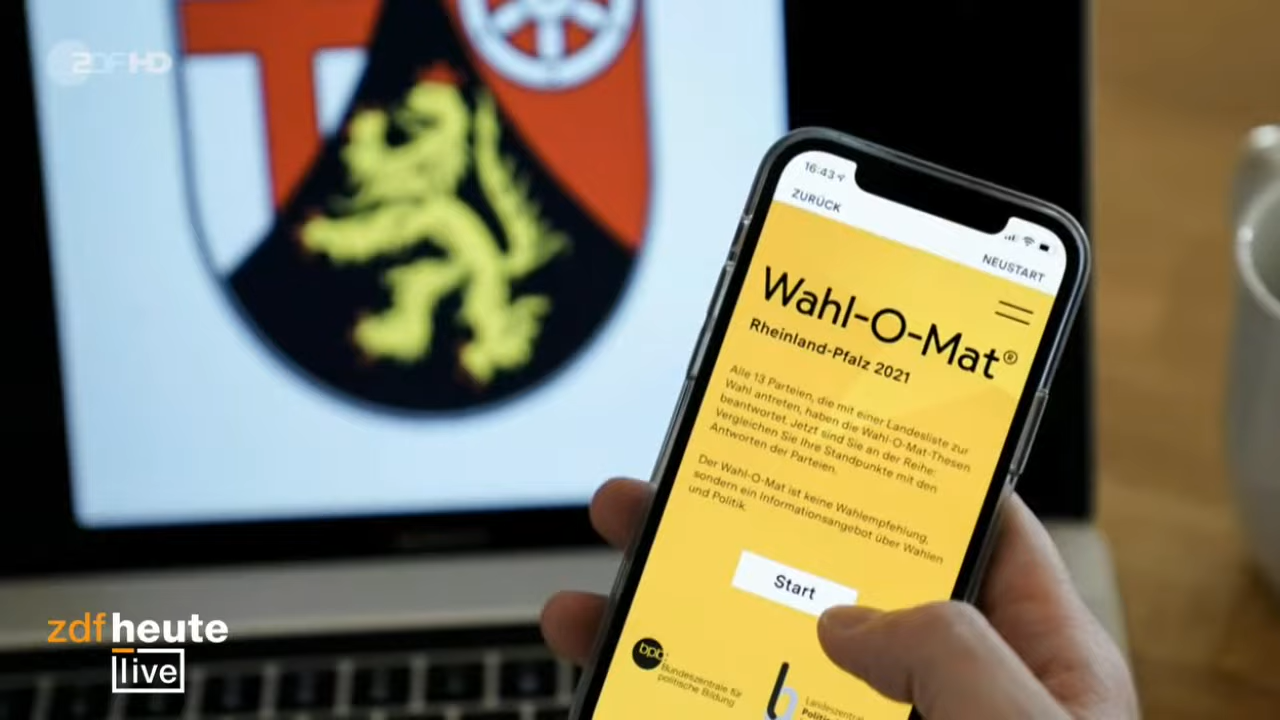 ZDF HD
16:43
ZURÜCK
NEUSTART
Wahl-O-Mat®
Rheinland-Pfalz 2021
Alle 13 Parteien, die mit einer Landesliste zur
Wahl antreten, haben die Wahl-O-Mat-Thesen
beantwortet. Jetzt sind Sie an der Reihe:
Vergleichen Sie Ihre Standpunkte mit den
Antworten der Parteien.
Der Wahl-O-Mat ist keine Wahlempfehlung,
sondern ein Informationsangebot über Wahlen
und Politik.
Start
bpb:
Bundeszentrale für
politische Bildung
zdfheute
live